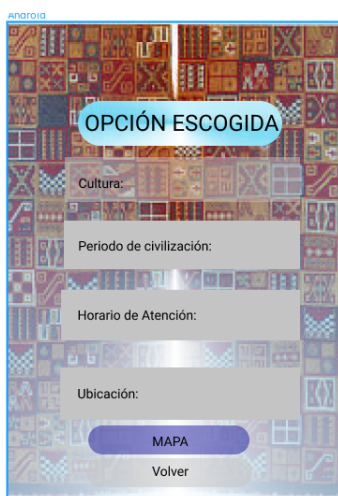 Android
OPCIÓN ESCOGIDA
Cultura:
Periodo de civilización:
Horario de Atención:
Ubicación:
MAPA
Volver